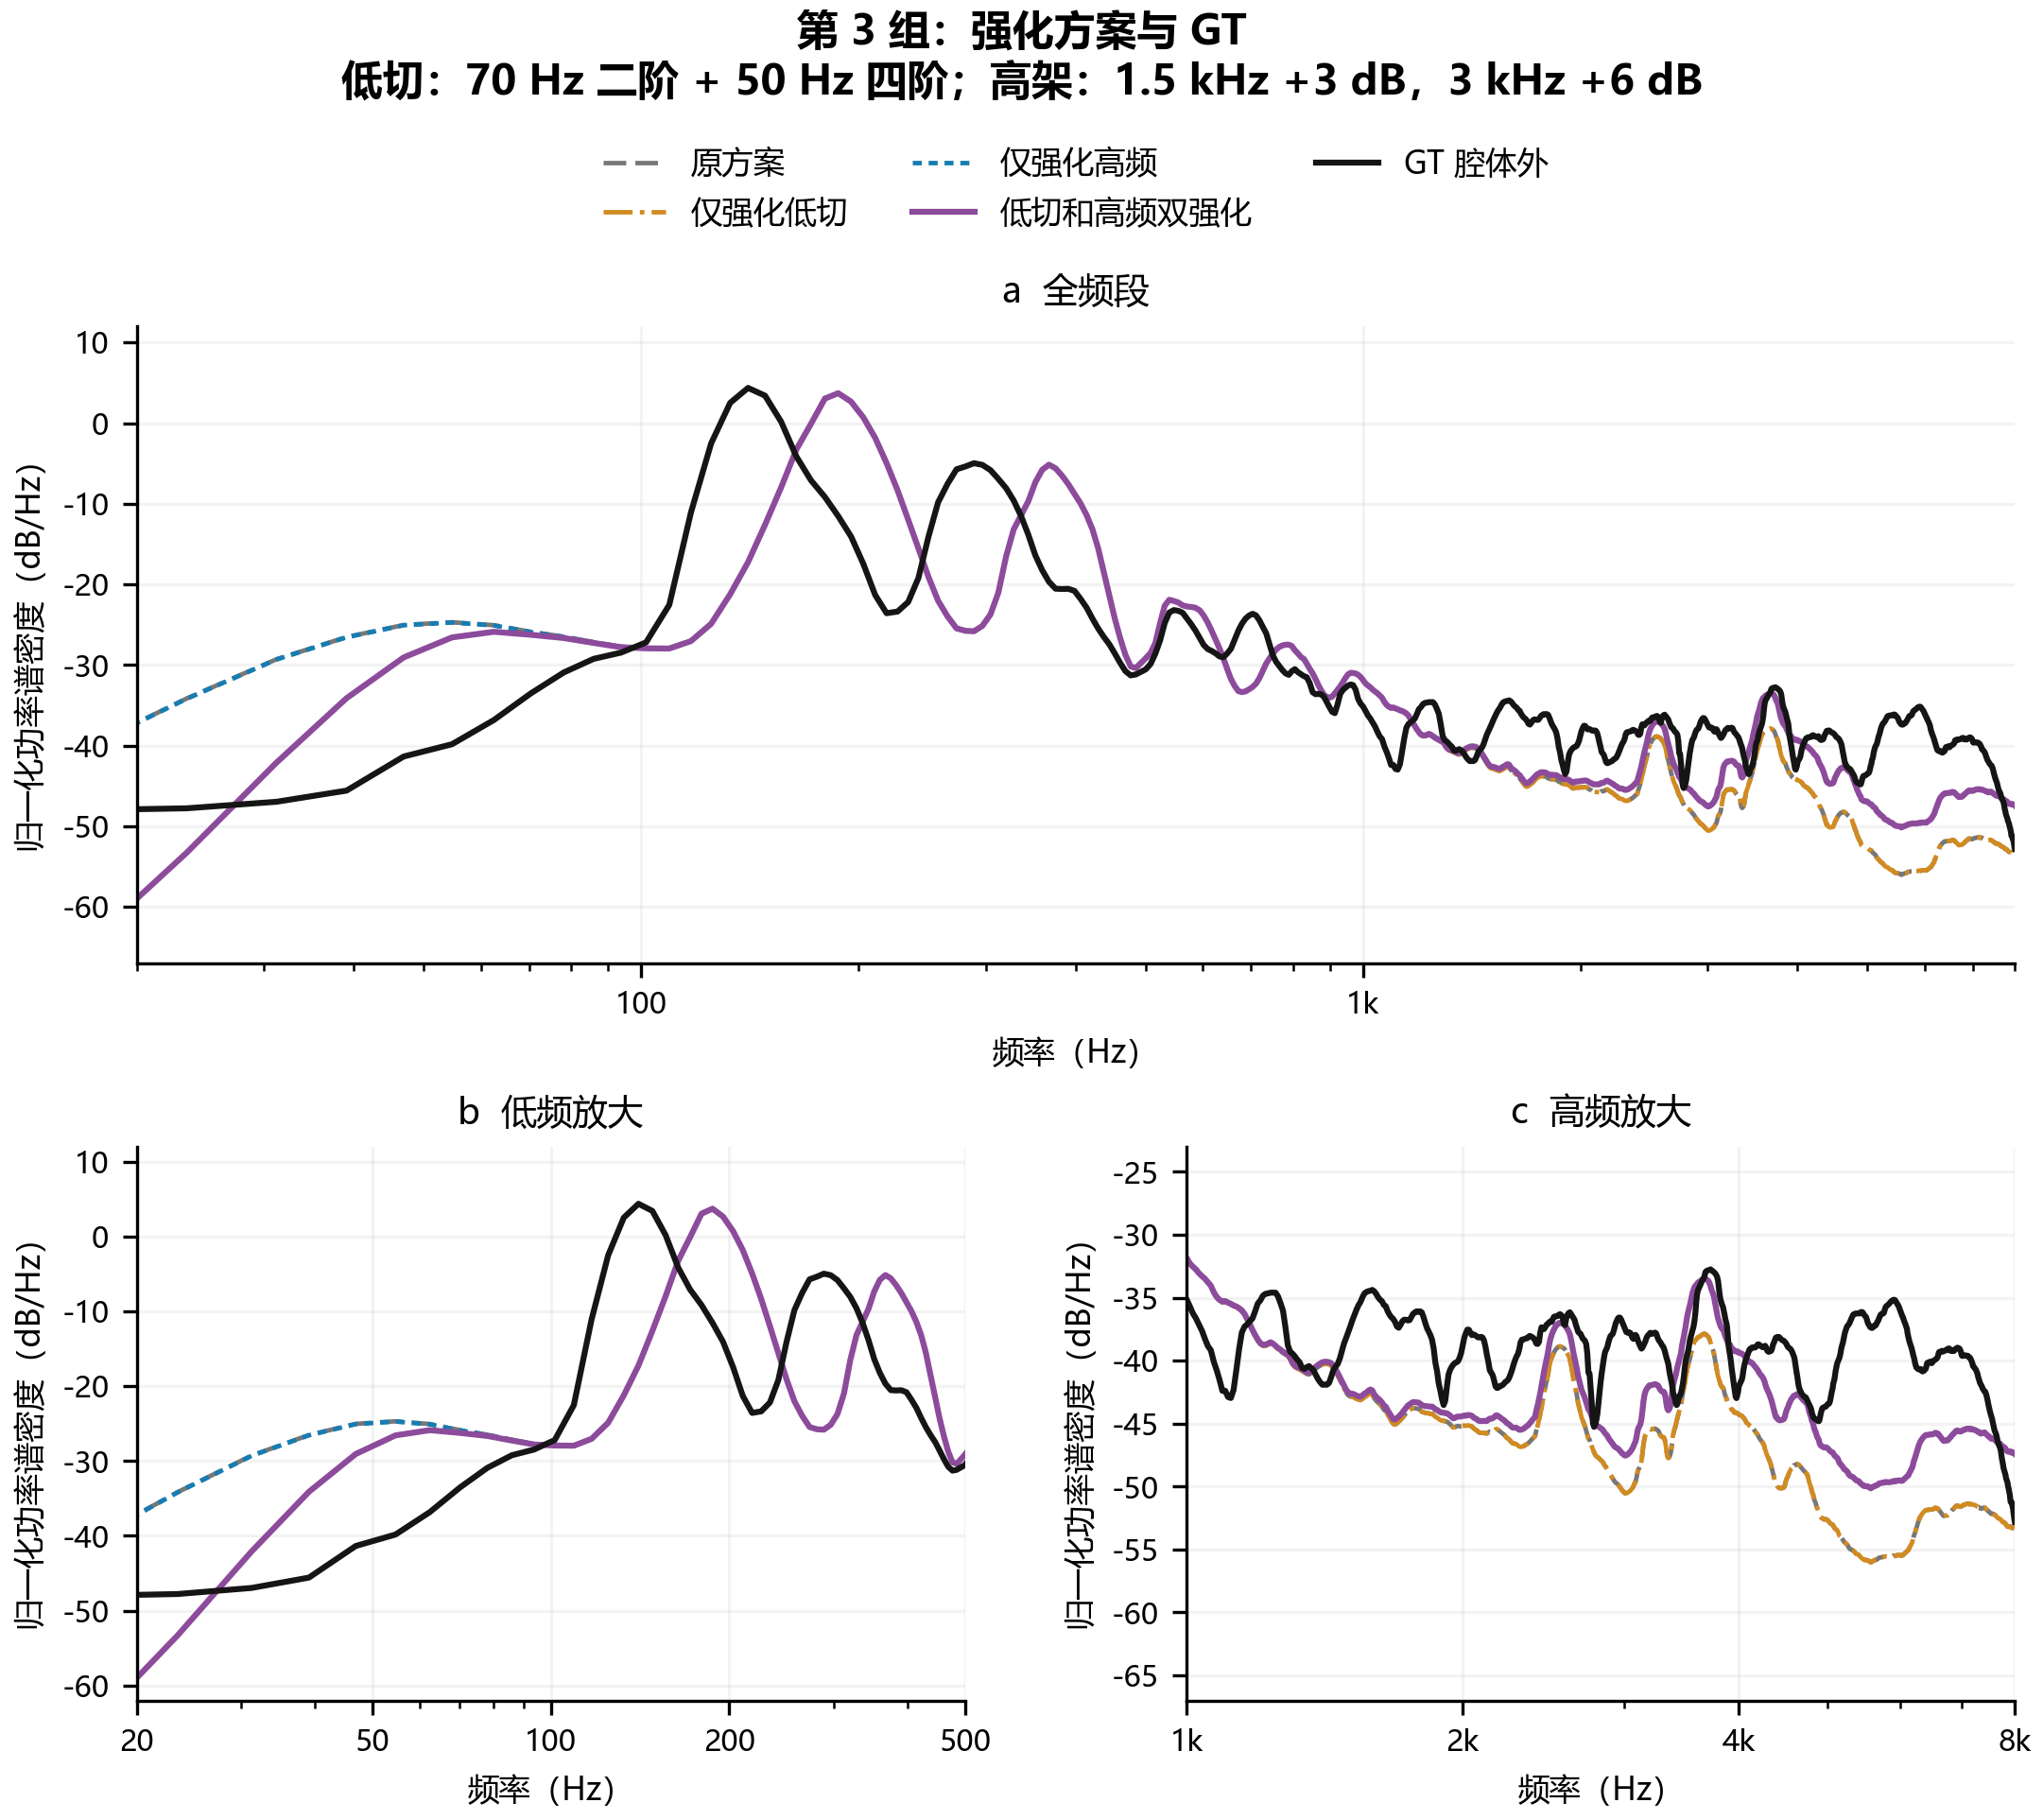 第 3 组：强化方案与 GT
低切：70 Hz 二阶 + 50 Hz 四阶；高架：1.5 kHz +3 dB，3 kHz +6 dB
原方案
仅强化高频
GT 腔体外
仅强化低切
低切和高频双强化
a 全频段
归一化功率谱密度（dB/Hz）
10
0
-10
-20
-30
-40
-50
-60
100
1k
频率（Hz）
b 低频放大
归一化功率谱密度（dB/Hz）
10
0
-10
-20
-30
-40
-50
-60
20
50
100
200
500
频率（Hz）
c 高频放大
归一化功率谱密度（dB/Hz）
-25
-30
-35
-40
-45
-50
-55
-60
-65
1k
2k
4k
8k
频率（Hz）